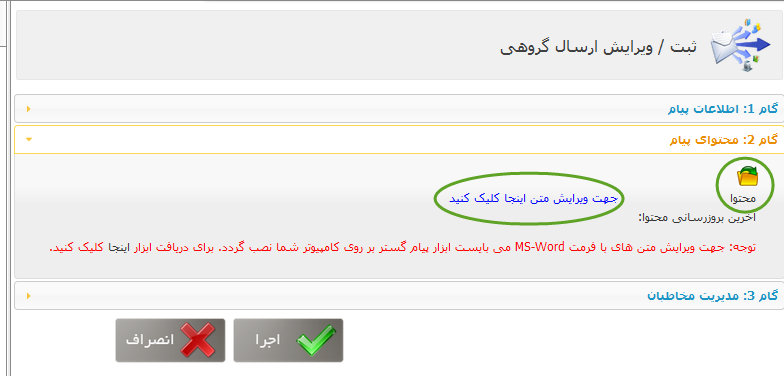 ثبت / ویرایش ارسال گروهی
گام 1: اطلاعات پیام
گام 2: محتوای پیام
محتوا
جهت ویرایش متن اینجا کلیک کنید
آخرین بروزرسانی محتوا:
توجه: جهت ویرایش متن های با فرمت MS-Word می بایست ابزار پیام گستر بر روی کامپیوتر شما نصب گردد. برای دریافت ابزار اینجا کلیک کنید.
گام 3: مدیریت مخاطبان
اجرا
انصراف